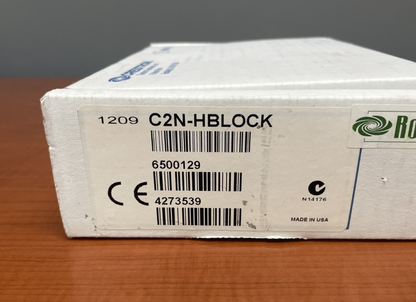 1209 C2N-HBLOCK
6500129
4273539
CE
N14176
MADE IN USA